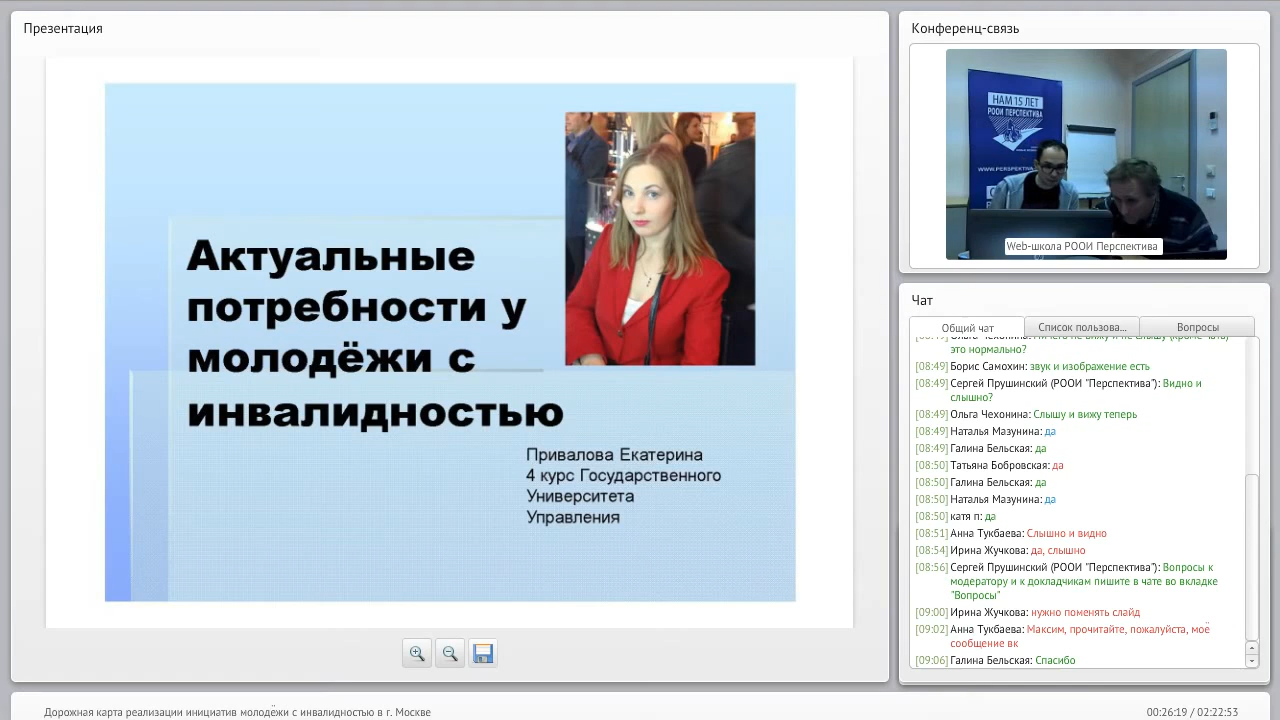 Презентация
Актуальные
потребности у
молодёжи с
инвалидностью
Привалова Екатерина
4 курс Государственного
Университета
Управления
Конференц-связь
НАМ 15 ЛЕТ
РООИ ПЕРСПЕКТИВА
Web-школа РООИ Перспектива
Чат
Общий чат
Список пользова...
Вопросы
это нормально?
[08:49] Борис Самохин: звук и изображение есть
[08:49] Сергей Прушинский (РООИ "Перспектива"): Видно и
слышно?
[08:49] Ольга Чехонина: Слышу и вижу теперь
[08:49] Наталья Мазунина: да
[08:49] Галина Бельская: да
[08:50] Татьяна Бобровская: да
[08:50] Галина Бельская: да
[08:50] Наталья Мазунина: да
[08:50] катя п: да
[08:51] Анна Тукбаева: Слышно и видно
[08:54] Ирина Жучкова: да, слышно
[08:56] Сергей Прушинский (РООИ "Перспектива"): Вопросы к
модератору и к докладчикам пишите в чате во вкладке
"Вопросы"
[09:00] Ирина Жучкова: нужно поменять слайд
[09:02] Анна Тукбаева: Максим, прочитайте, пожалуйста, моё
сообщение вк
[09:06] Галина Бельская: Спасибо
Дорожная карта реализации инициатив молодёжи с инвалидностью в г. Москве
00:26:19 / 02:22:53